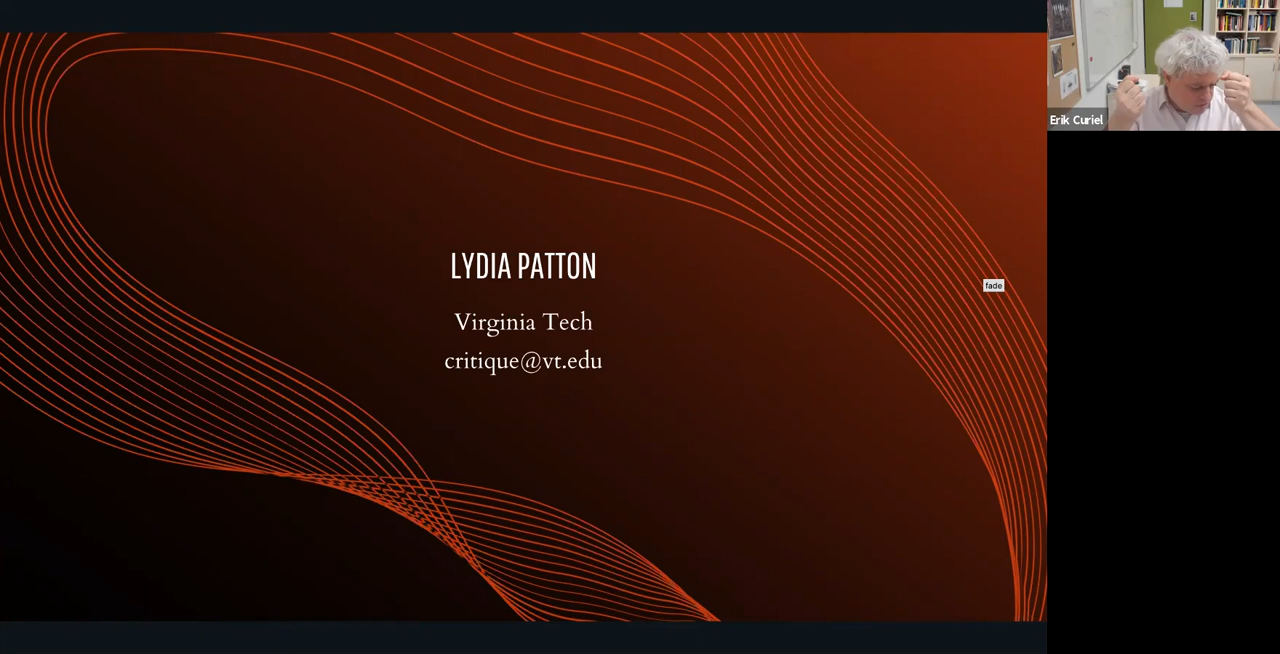 LYDIA PATTON
Virginia Tech
critique@vt.edu
fade
Erik Curiel